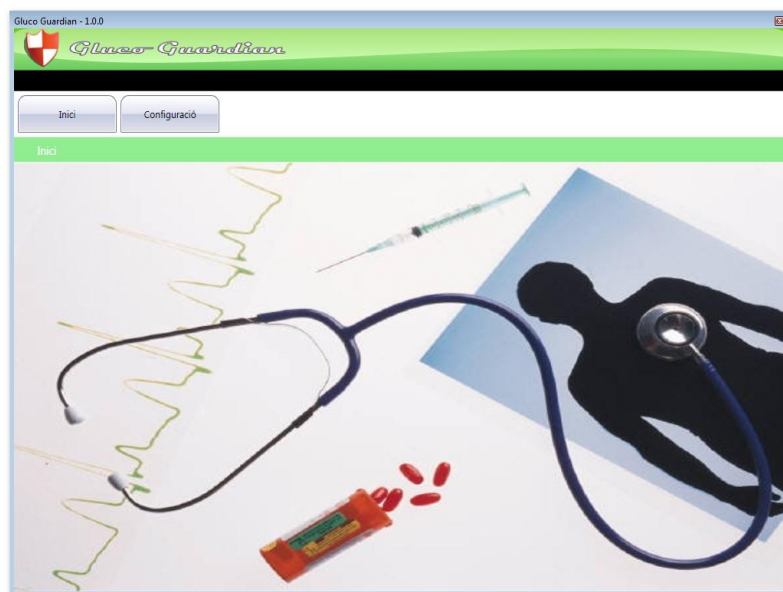 Gluco Guardian - 1.0.0
Gluco-Guardian
Inici
Configuració
Inici